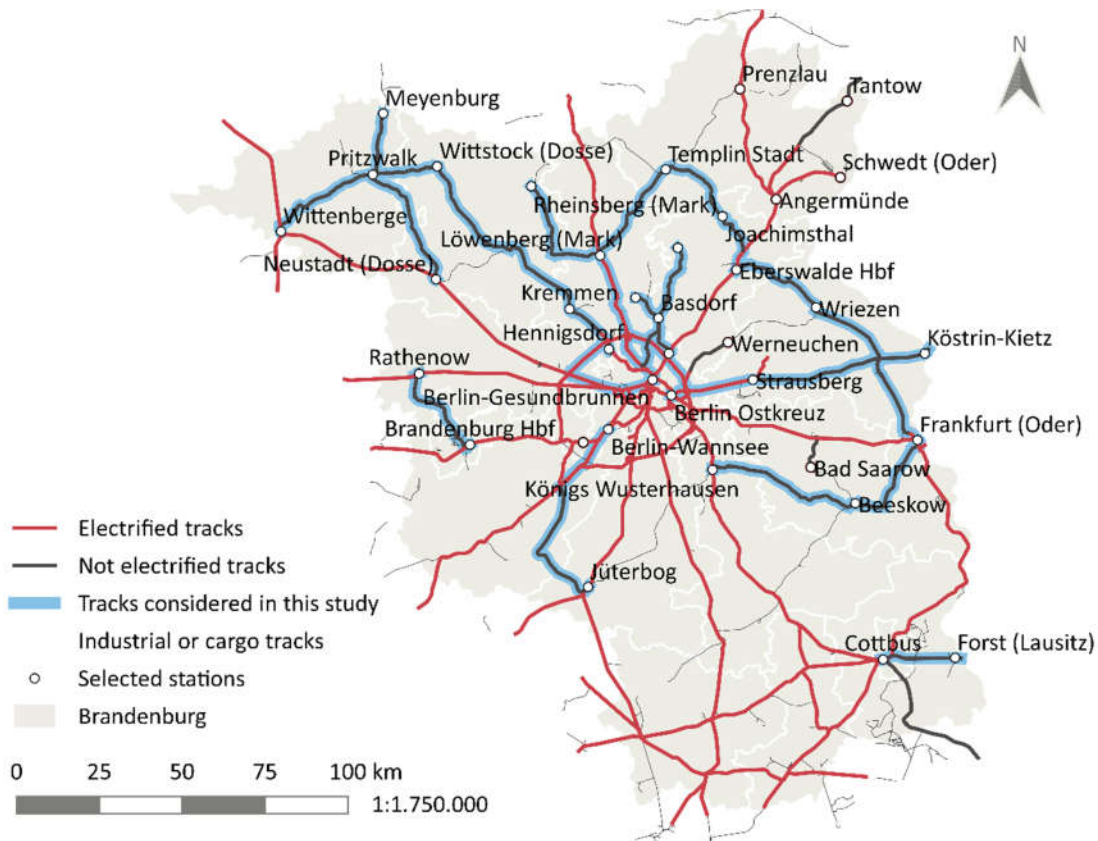 N
Prenzlau
Tantow
Meyenburg
Pritzwalk
Wittstock (Dosse)
Templin Stadt
Schwedt (Oder)
Rheinsberg (Mark)
Angermünde
Wittenberge
Löwenberg (Mark)
Joachimsthal
Neustadt (Dosse)
Eberswalde Hbf
Kremmen
Basdorf
Wriezen
Hennigsdorf
Werneuchen
Köstrin-Kietz
Rathenow
Strausberg
Berlin-Gesundbrunnen
Berlin Ostkreuz
Brandenburg Hbf
Berlin-Wannsee
Frankfurt (Oder)
Bad Saarow
Königs Wusterhausen
Beeskow
Jüterbog
Cottbus
Forst (Lausitz)
Electrified tracks
Not electrified tracks
Tracks considered in this study
Industrial or cargo tracks
Selected stations
Brandenburg
0 25 50 75 100 km
1:1.750.000